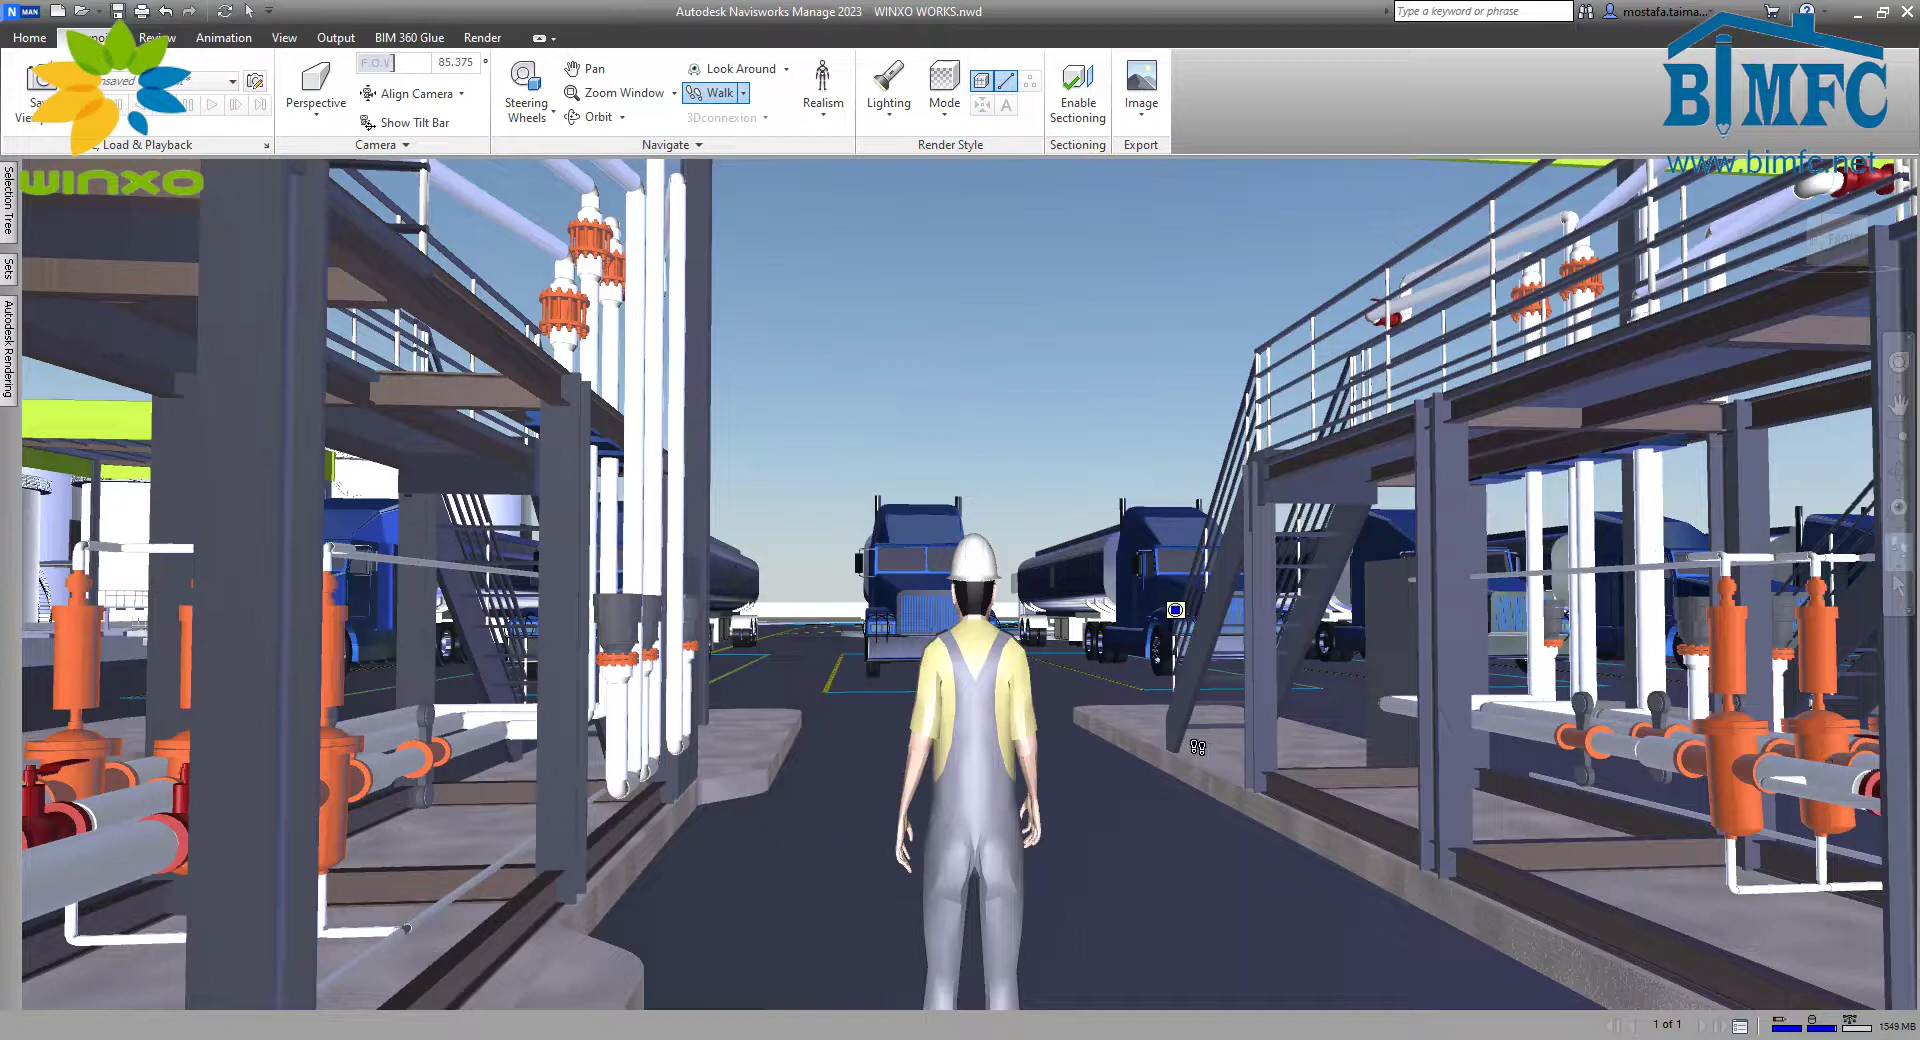 MAN
Autodesk Navisworks Manage 2023 WINXO WORKS.nwd
Type a keyword or phrase
mostafa.taima...
Home Review Animation View Output BIM 360 Glue Render
F.O.V 85.375 °
Perspective
Align Camera
Show Tilt Bar
Camera
Load & Playback
Steering Wheels
Pan
Zoom Window
Orbit
Look Around
Walk
3Dconnexion
Realism
Navigate
Lighting
Mode
Render Style
Enable Sectioning
Sectioning
Image
Export
BIMFC
www.bimfc.net
winxo
Selection Tree
Sets
Autodesk Rendering
1 of 1
1549 MB